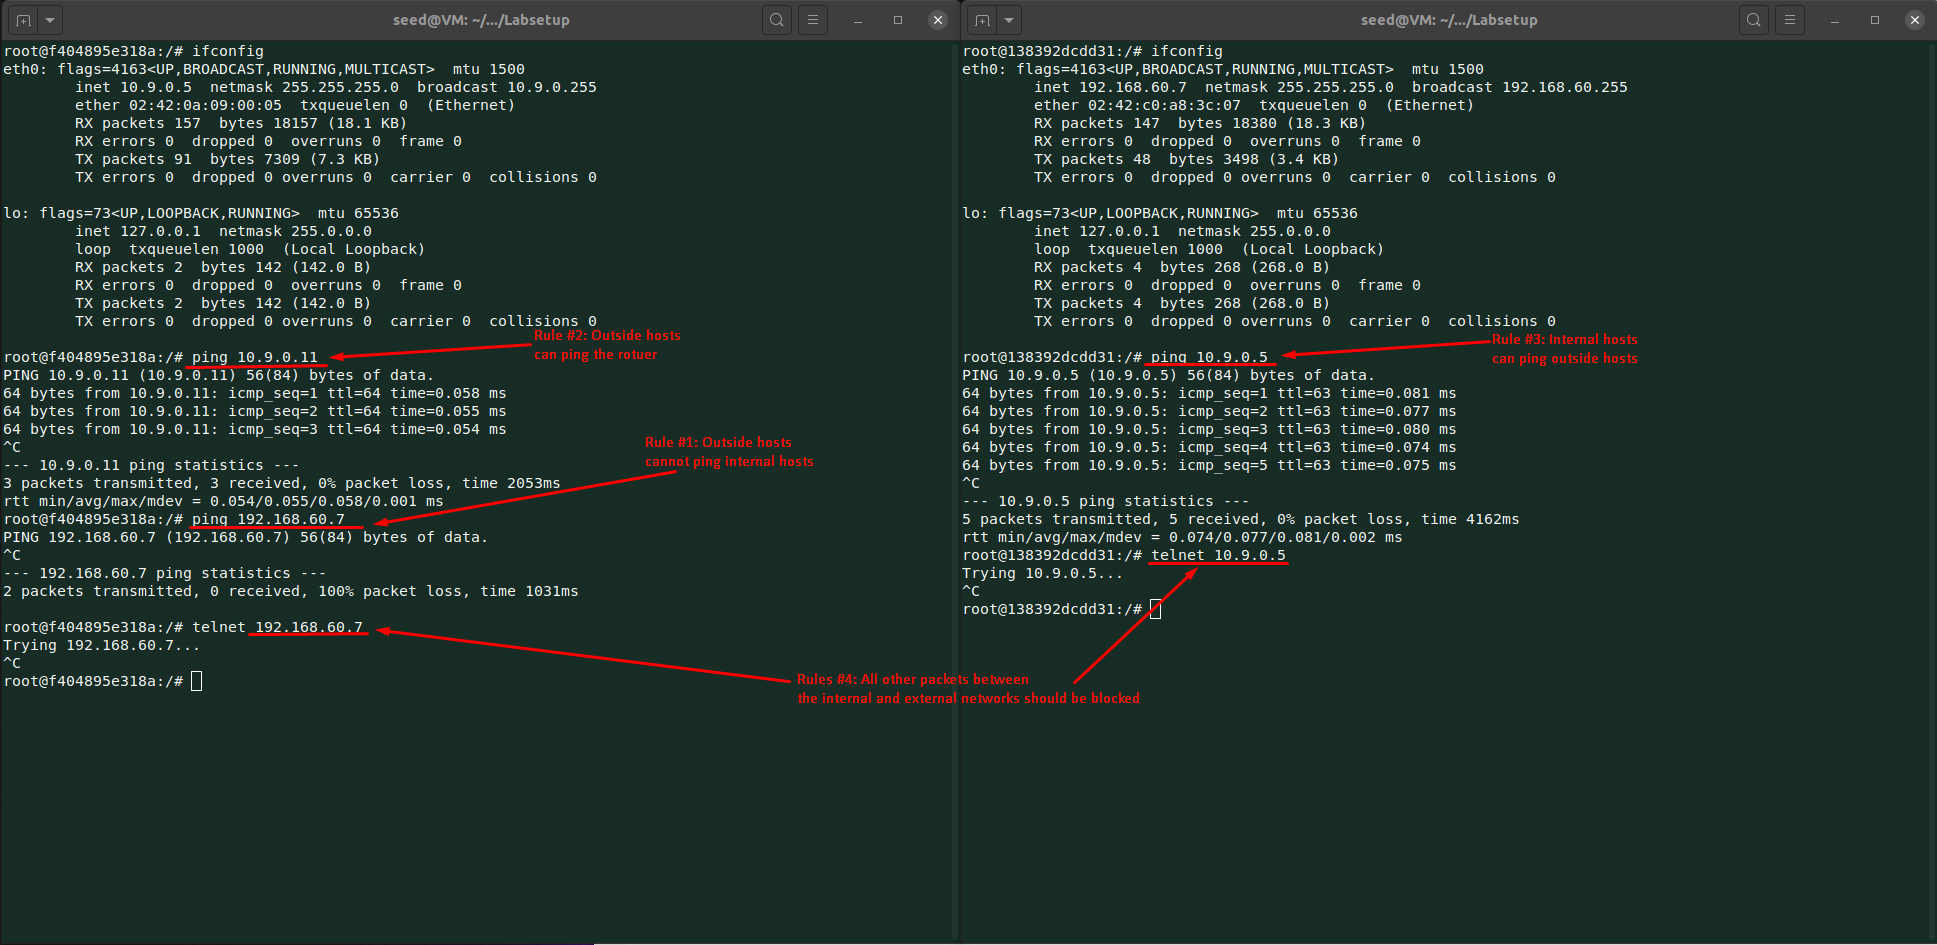 seed@VM: ~/.../Labsetup
root@f404895e318a:/# ifconfig
eth0: flags=4163<UP,BROADCAST,RUNNING,MULTICAST>  mtu 1500
        inet 10.9.0.5  netmask 255.255.255.0  broadcast 10.9.0.255
        ether 02:42:0a:09:00:05  txqueuelen 0  (Ethernet)
        RX packets 157  bytes 18157 (18.1 KB)
        RX errors 0  dropped 0  overruns 0  frame 0
        TX packets 91  bytes 7309 (7.3 KB)
        TX errors 0  dropped 0 overruns 0  carrier 0  collisions 0
lo: flags=73<UP,LOOPBACK,RUNNING>  mtu 65536
        inet 127.0.0.1  netmask 255.0.0.0
        loop  txqueuelen 1000  (Local Loopback)
        RX packets 2  bytes 142 (142.0 B)
        RX errors 0  dropped 0  overruns 0  frame 0
        TX packets 2  bytes 142 (142.0 B)
        TX errors 0  dropped 0 overruns 0  carrier 0  collisions 0
Rule #2: Outside hosts
can ping the rotuer
root@f404895e318a:/# ping 10.9.0.11
PING 10.9.0.11 (10.9.0.11) 56(84) bytes of data.
64 bytes from 10.9.0.11: icmp_seq=1 ttl=64 time=0.058 ms
64 bytes from 10.9.0.11: icmp_seq=2 ttl=64 time=0.055 ms
64 bytes from 10.9.0.11: icmp_seq=3 ttl=64 time=0.054 ms
^C
Rule #1: Outside hosts
cannot ping internal hosts
--- 10.9.0.11 ping statistics ---
3 packets transmitted, 3 received, 0% packet loss, time 2053ms
rtt min/avg/max/mdev = 0.054/0.055/0.058/0.001 ms
root@f404895e318a:/# ping 192.168.60.7
PING 192.168.60.7 (192.168.60.7) 56(84) bytes of data.
^C
--- 192.168.60.7 ping statistics ---
2 packets transmitted, 0 received, 100% packet loss, time 1031ms
root@f404895e318a:/# telnet 192.168.60.7
Trying 192.168.60.7...
^C
root@f404895e318a:/#
Rules #4: All other packets between
the internal and external networks should be blocked
seed@VM: ~/.../Labsetup
root@138392dcdd31:/# ifconfig
eth0: flags=4163<UP,BROADCAST,RUNNING,MULTICAST>  mtu 1500
        inet 192.168.60.7  netmask 255.255.255.0  broadcast 192.168.60.255
        ether 02:42:c0:a8:3c:07  txqueuelen 0  (Ethernet)
        RX packets 147  bytes 18380 (18.3 KB)
        RX errors 0  dropped 0  overruns 0  frame 0
        TX packets 48  bytes 3498 (3.4 KB)
        TX errors 0  dropped 0 overruns 0  carrier 0  collisions 0
lo: flags=73<UP,LOOPBACK,RUNNING>  mtu 65536
        inet 127.0.0.1  netmask 255.0.0.0
        loop  txqueuelen 1000  (Local Loopback)
        RX packets 4  bytes 268 (268.0 B)
        RX errors 0  dropped 0  overruns 0  frame 0
        TX packets 4  bytes 268 (268.0 B)
        TX errors 0  dropped 0 overruns 0  carrier 0  collisions 0
Rule #3: Internal hosts
can ping outside hosts
root@138392dcdd31:/# ping 10.9.0.5
PING 10.9.0.5 (10.9.0.5) 56(84) bytes of data.
64 bytes from 10.9.0.5: icmp_seq=1 ttl=63 time=0.081 ms
64 bytes from 10.9.0.5: icmp_seq=2 ttl=63 time=0.077 ms
64 bytes from 10.9.0.5: icmp_seq=3 ttl=63 time=0.080 ms
64 bytes from 10.9.0.5: icmp_seq=4 ttl=63 time=0.074 ms
64 bytes from 10.9.0.5: icmp_seq=5 ttl=63 time=0.075 ms
^C
--- 10.9.0.5 ping statistics ---
5 packets transmitted, 5 received, 0% packet loss, time 4162ms
rtt min/avg/max/mdev = 0.074/0.077/0.081/0.002 ms
root@138392dcdd31:/# telnet 10.9.0.5
Trying 10.9.0.5...
^C
root@138392dcdd31:/#